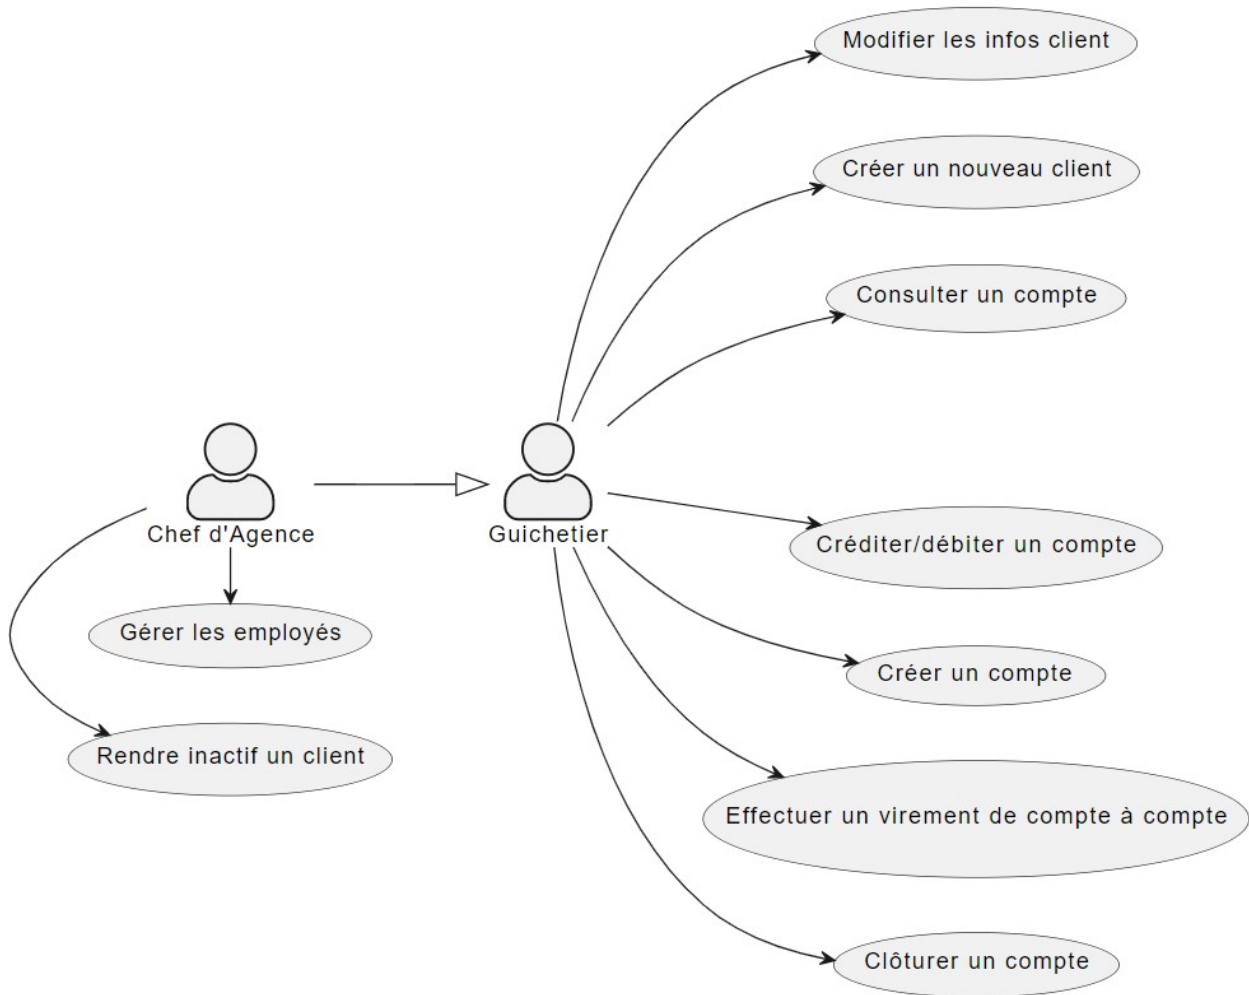 Modifier les infos client
Créer un nouveau client
Consulter un compte
Chef d'Agence
Guichetier
Créditer/débiter un compte
Gérer les employés
Créer un compte
Rendre inactif un client
Effectuer un virement de compte à compte
Clôturer un compte